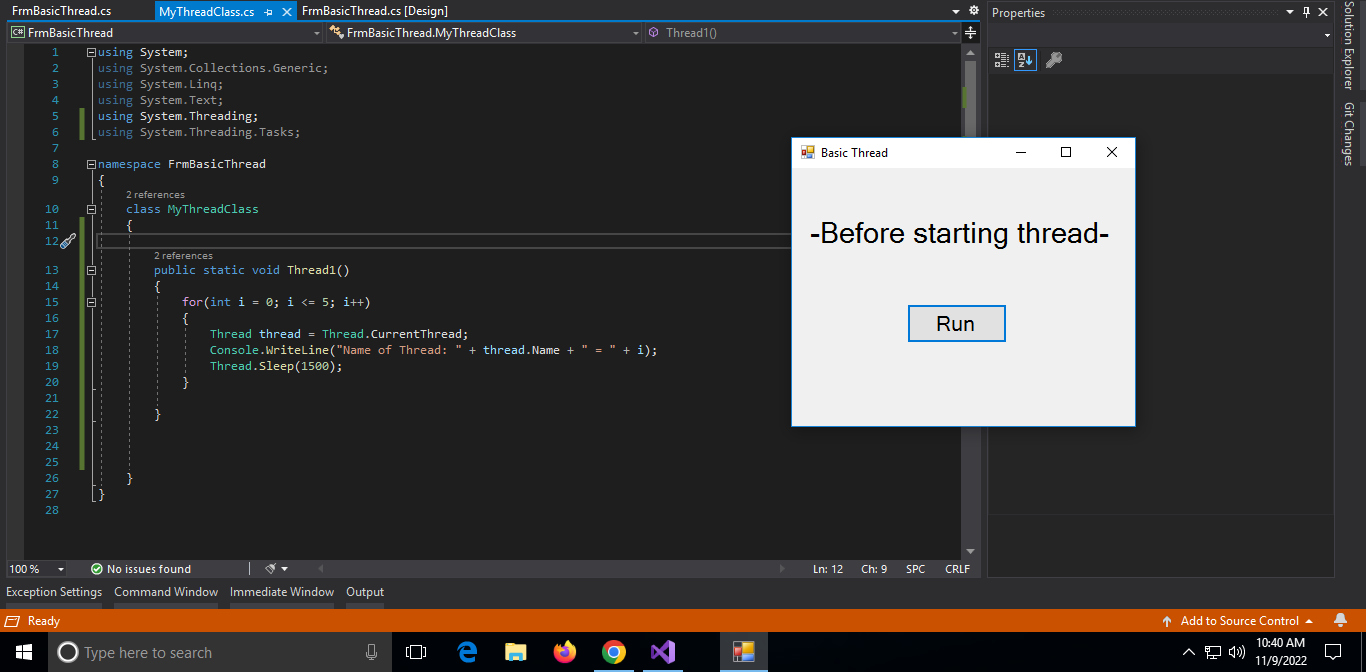 FrmBasicThread.cs MyThreadClass.cs FrmBasicThread.cs [Design]
C# FrmBasicThread FrmBasicThread.MyThreadClass Thread1()
1 using System;
2 using System.Collections.Generic;
3 using System.Linq;
4 using System.Text;
5 using System.Threading;
6 using System.Threading.Tasks;
7
8 namespace FrmBasicThread
9 {
2 references
10 class MyThreadClass
11 {
12
2 references
13 public static void Thread1()
14 {
15 for(int i = 0; i <= 5; i++)
16 {
17 Thread thread = Thread.CurrentThread;
18 Console.WriteLine("Name of Thread: " + thread.Name + " = " + i);
19 Thread.Sleep(1500);
20 }
21
22 }
23
24
25
26 }
27 }
28
100 % No issues found Ln: 12 Ch: 9 SPC CRLF
Exception Settings Command Window Immediate Window Output
Properties
Solution Explorer
Git Changes
Basic Thread
-Before starting thread-
Run
Ready Add to Source Control
Type here to search
10:40 AM
11/9/2022